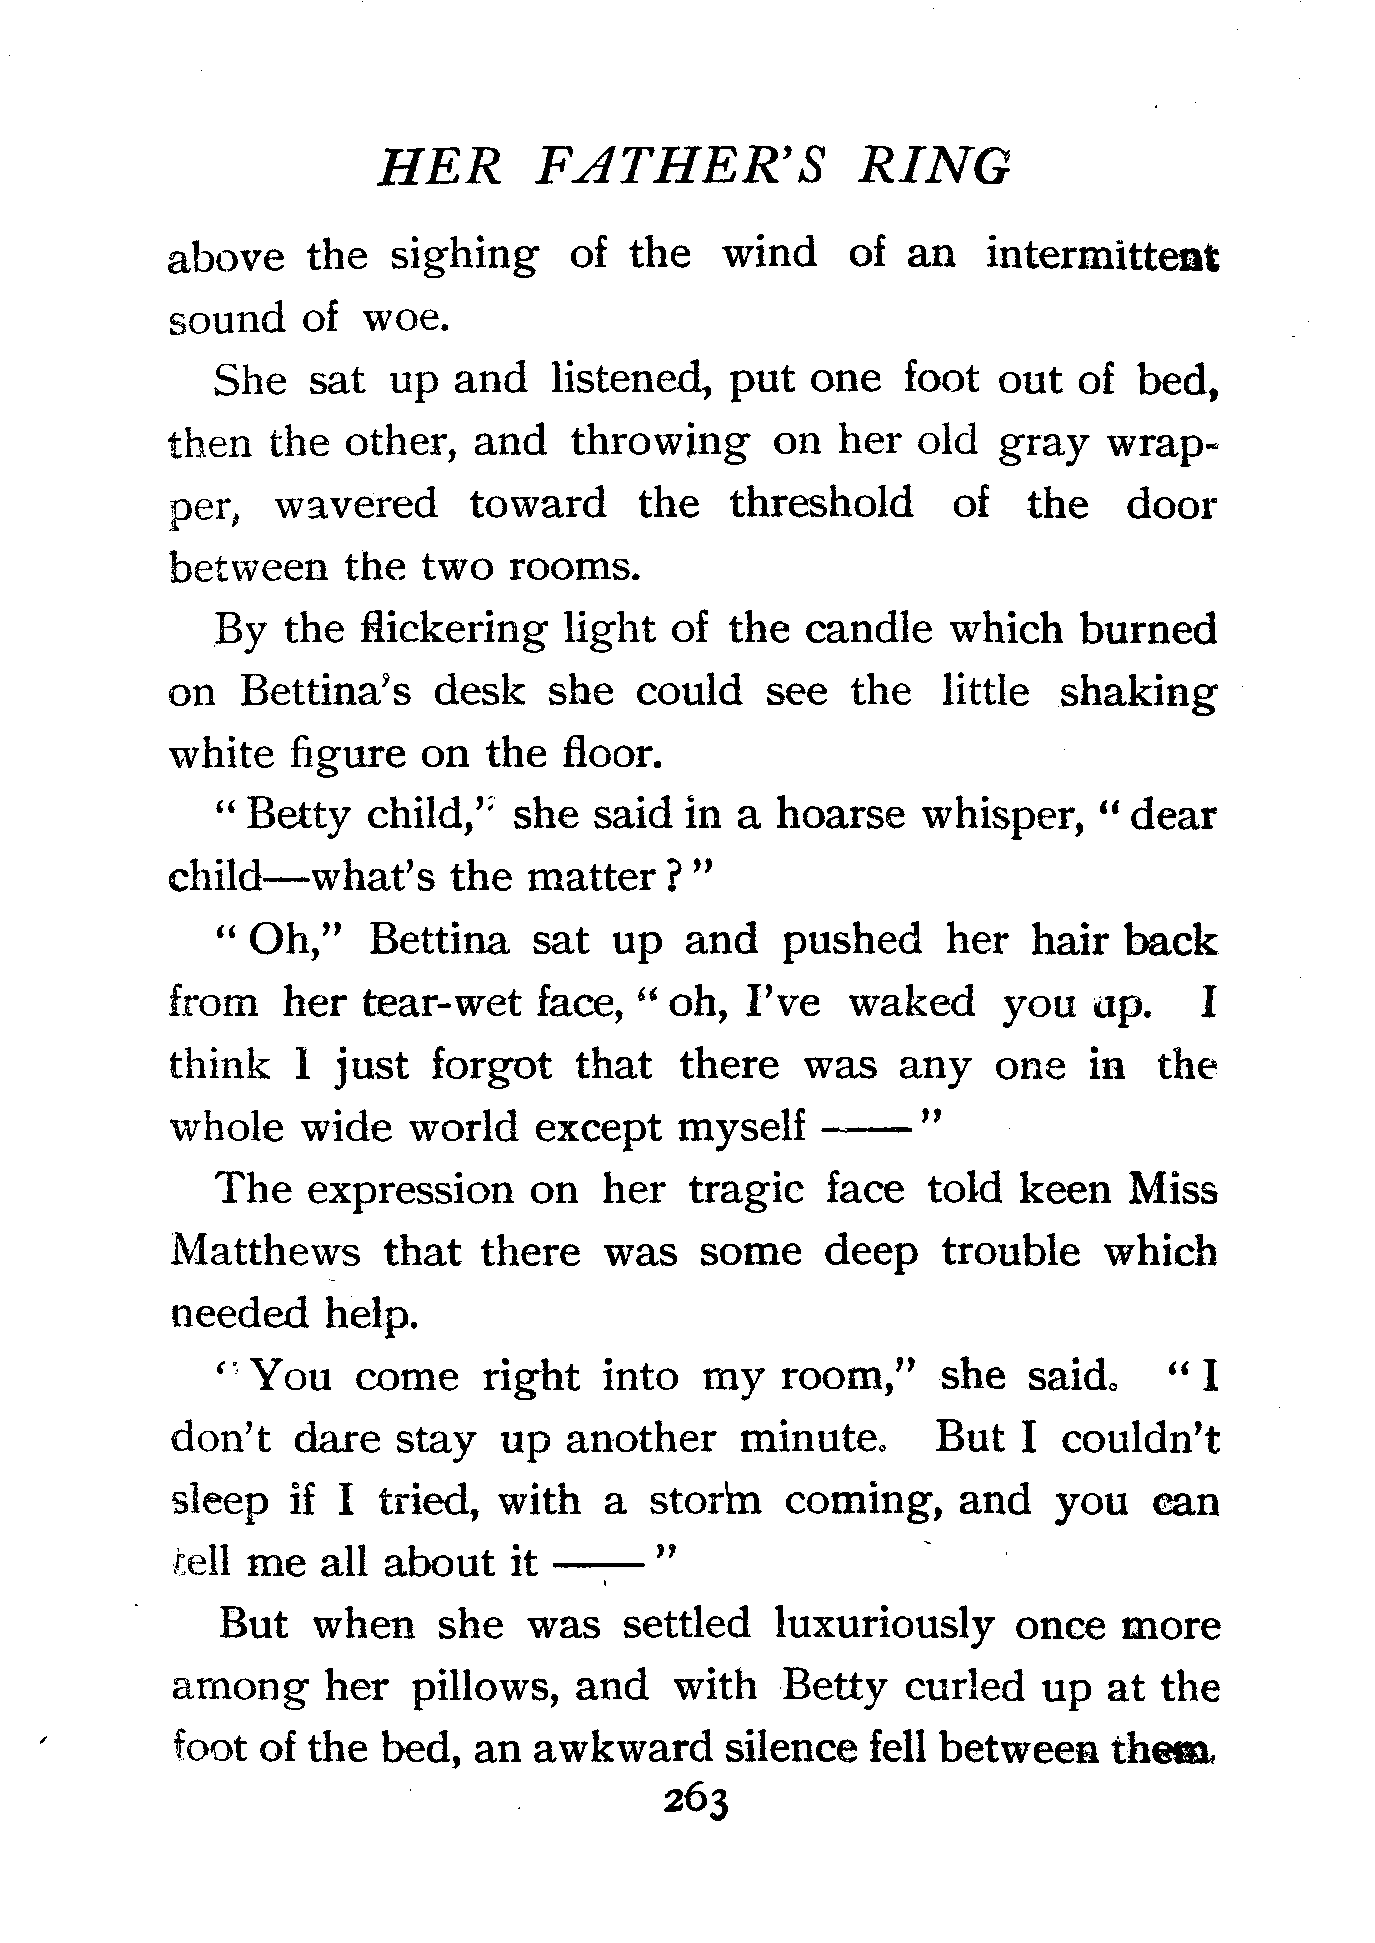 HER FATHER'S RING
above the sighing of the wind of an intermittent
sound of woe.
She sat up and listened, put one foot out of bed,
then the other, and throwing on her old gray wrap-
per, wavered toward the threshold of the door
between the two rooms.
By the flickering light of the candle which burned
on Bettina's desk she could see the little shaking
white figure on the floor.
"Betty child," she said in a hoarse whisper, "dear
child—what's the matter?"
"Oh," Bettina sat up and pushed her hair back
from her tear-wet face, "oh, I've waked you up. I
think I just forgot that there was any one in the
whole wide world except myself ——"
The expression on her tragic face told keen Miss
Matthews that there was some deep trouble which
needed help.
"You come right into my room," she said. "I
don't dare stay up another minute. But I couldn't
sleep if I tried, with a storm coming, and you can
tell me all about it ——"
But when she was settled luxuriously once more
among her pillows, and with Betty curled up at the
foot of the bed, an awkward silence fell between them.
263